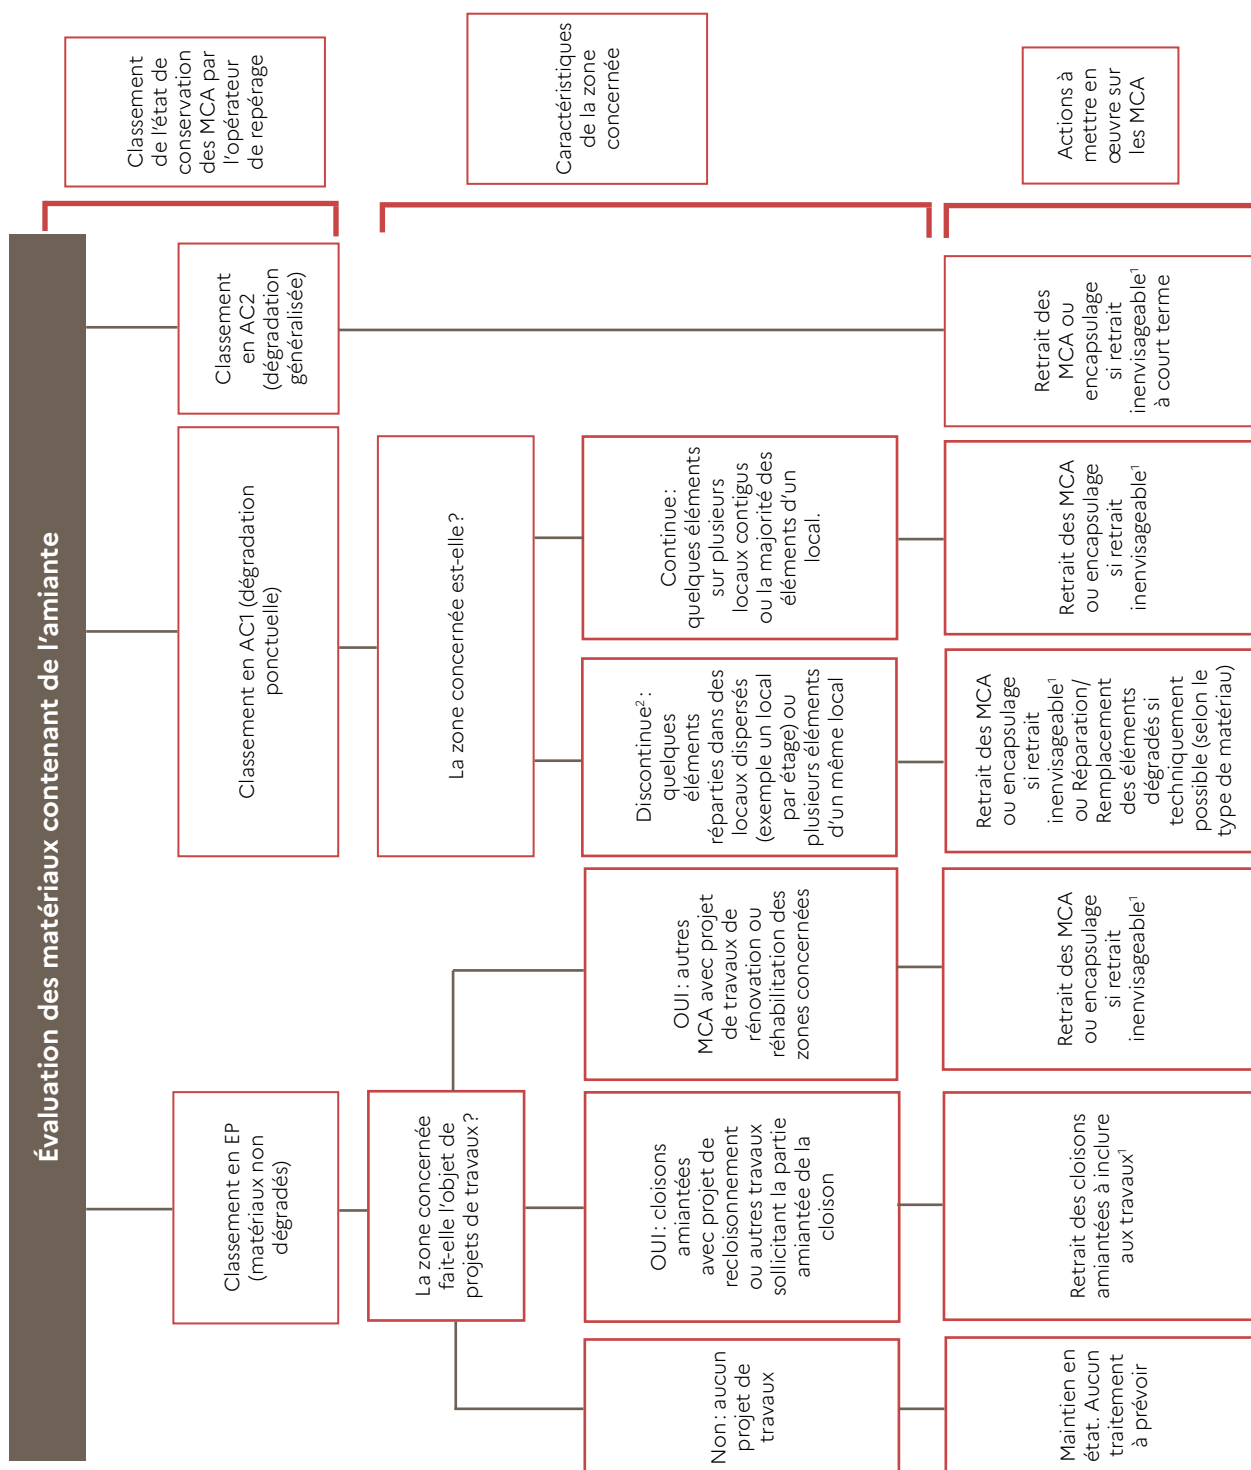 Évaluation des matériaux contenant de l'amiante
Classement en EP
(matériaux non
dégradés)
Classement en AC1 (dégradation
ponctuelle)
Classement
en AC2
(dégradation
généralisée)
Classement
de l'état de
conservation
des MCA par
l'opérateur
de repérage
La zone concernée
fait-elle l'objet de
projets de travaux ?
La zone concernée est-elle ?
Caractéristiques
de la zone
concernée
Non : aucun
projet de
travaux
OUI : cloisons
amiantées
avec projet de
recloisonnement
ou autres travaux
sollicitant la partie
amiantée de la
cloison
OUI : autres
MCA avec projet
de travaux de
rénovation ou
réhabilitation des
zones concernées
Discontinue² :
quelques
éléments
réparties dans des
locaux dispersés
(exemple un local
par étage) ou
plusieurs éléments
d'un même local
Continue :
quelques éléments
sur plusieurs
locaux contigus
ou la majorité des
éléments d'un
local.
Maintien en
état. Aucun
traitement
à prévoir
Retrait des cloisons
amiantées à inclure
aux travaux¹
Retrait des MCA
ou encapsulage
si retrait
inenvisageable¹
Retrait des MCA
ou encapsulage
si retrait
inenvisageable¹
ou Réparation/
Remplacement
des éléments
dégradés si
techniquement
possible (selon le
type de matériau)
Retrait des MCA
ou encapsulage
si retrait
inenvisageable¹
Retrait des
MCA ou
encapsulage
si retrait
inenvisageable¹
à court terme
Actions à
mettre en
œuvre sur
les MCA